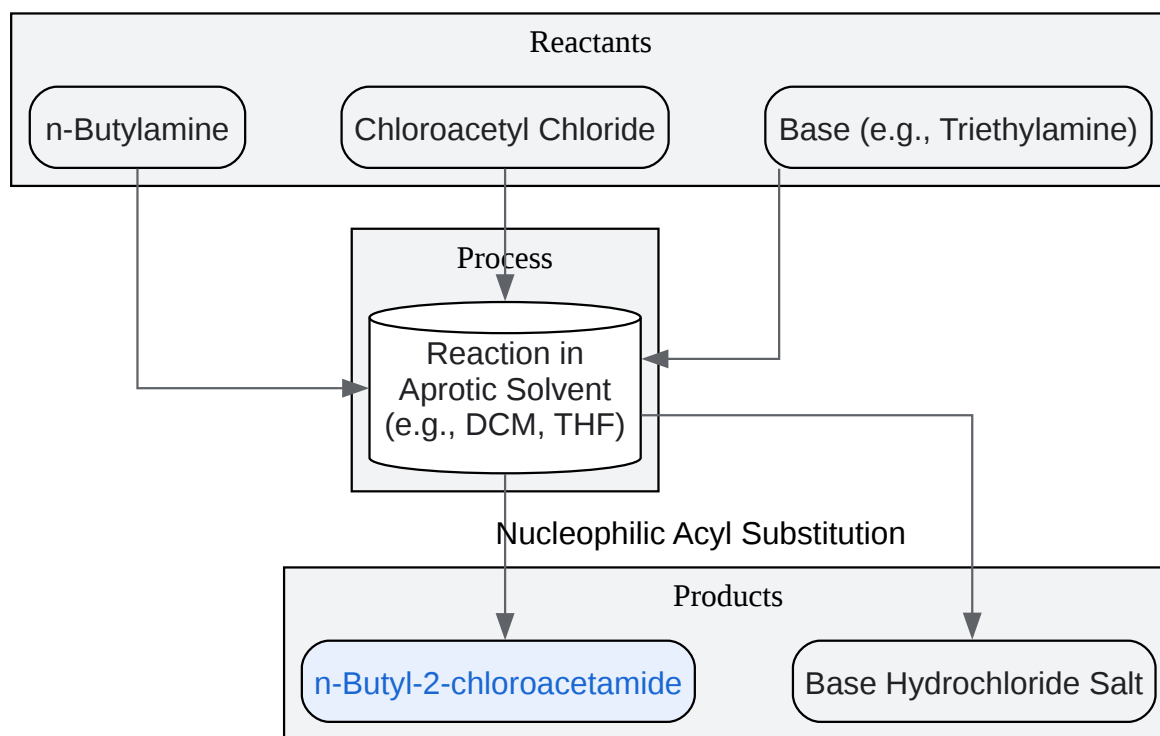 Reactants
n-Butylamine
Chloroacetyl Chloride
Base (e.g., Triethylamine)
Process
Reaction in
Aprotic Solvent
(e.g., DCM, THF)
Nucleophilic Acyl Substitution
Products
n-Butyl-2-chloroacetamide
Base Hydrochloride Salt